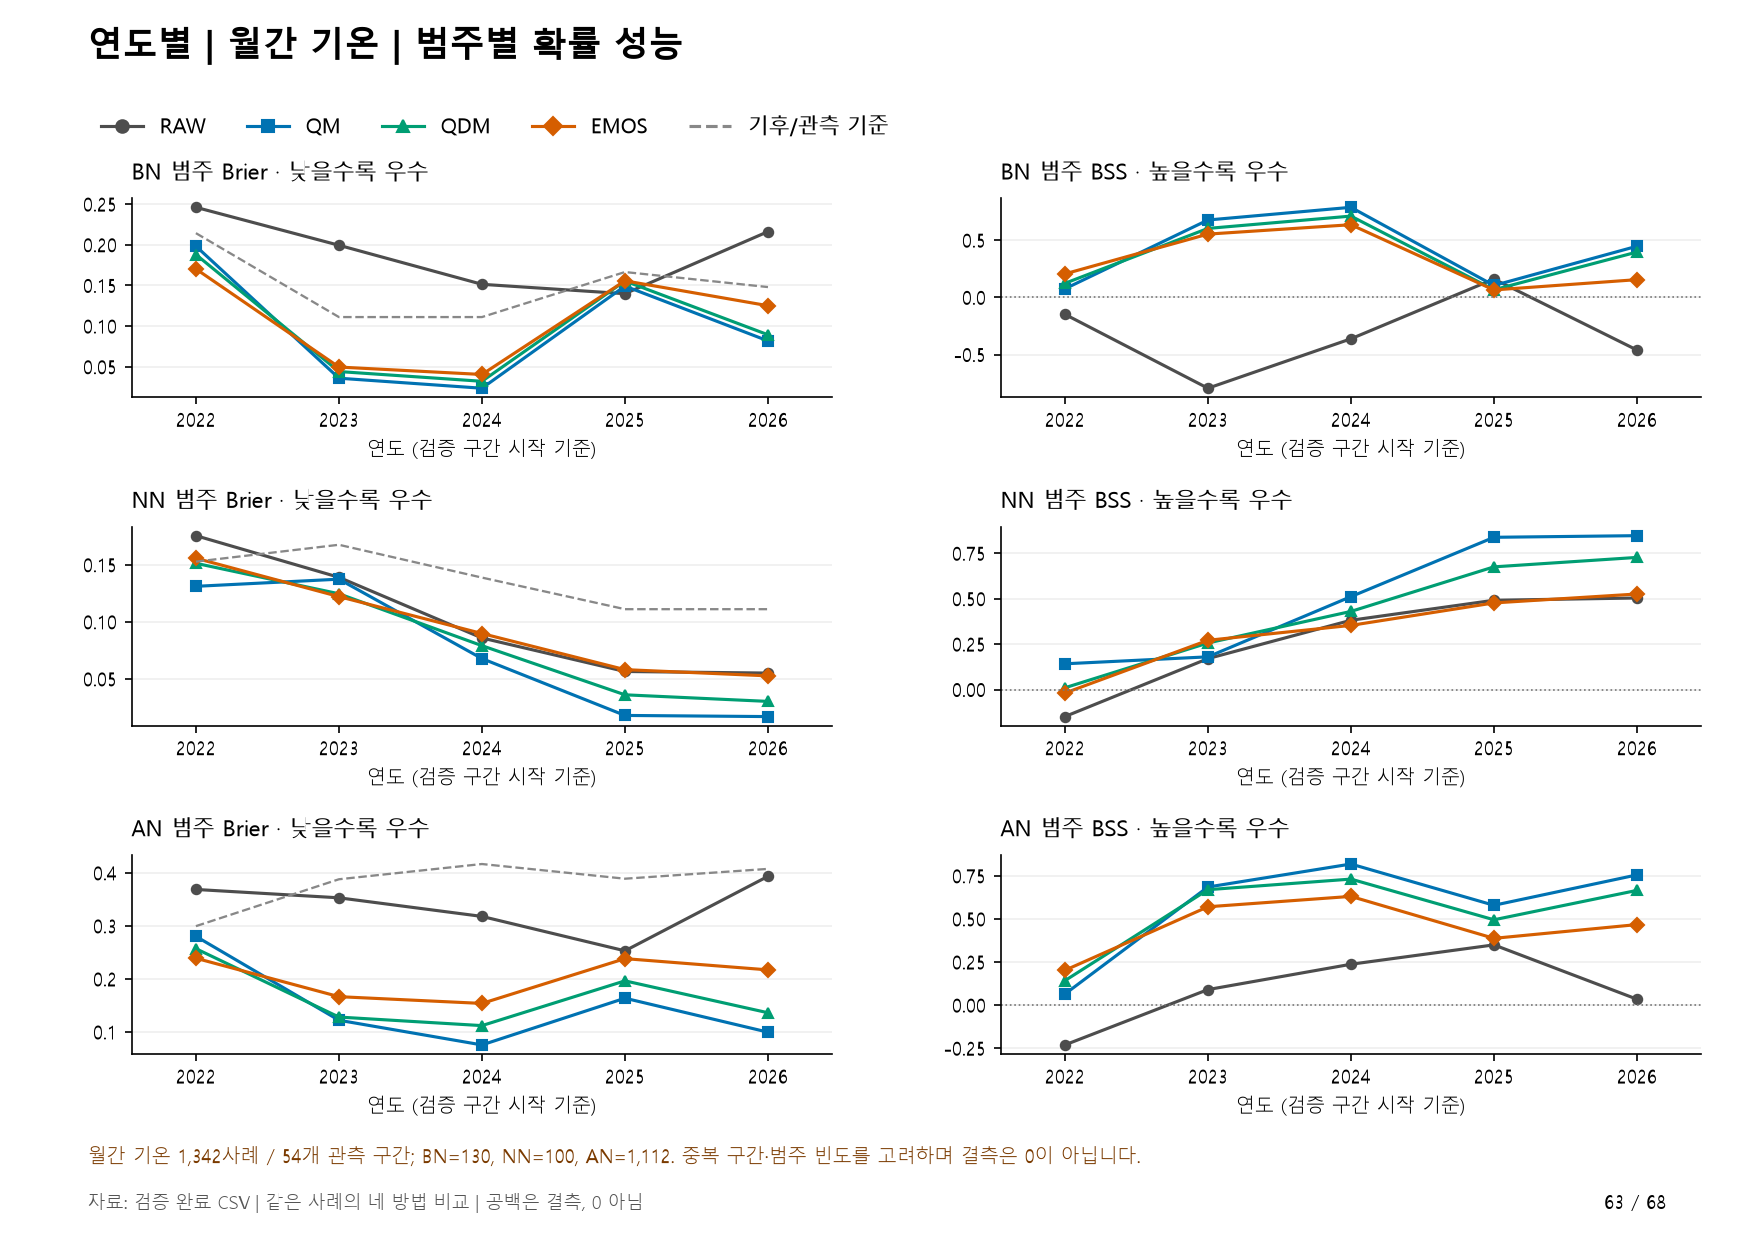 연도별 | 월간 기온 | 범주별 확률 성능
RAW QM QDM EMOS 기후/관측 기준
BN 범주 Brier · 낮을수록 우수
0.25
0.20
0.15
0.10
0.05
2022 2023 2024 2025 2026
연도 (검증 구간 시작 기준)
BN 범주 BSS · 높을수록 우수
0.5
0.0
-0.5
2022 2023 2024 2025 2026
연도 (검증 구간 시작 기준)
NN 범주 Brier · 낮을수록 우수
0.15
0.10
0.05
2022 2023 2024 2025 2026
연도 (검증 구간 시작 기준)
NN 범주 BSS · 높을수록 우수
0.75
0.50
0.25
0.00
2022 2023 2024 2025 2026
연도 (검증 구간 시작 기준)
AN 범주 Brier · 낮을수록 우수
0.4
0.3
0.2
0.1
2022 2023 2024 2025 2026
연도 (검증 구간 시작 기준)
AN 범주 BSS · 높을수록 우수
0.75
0.50
0.25
0.00
-0.25
2022 2023 2024 2025 2026
연도 (검증 구간 시작 기준)
월간 기온 1,342사례 / 54개 관측 구간; BN=130, NN=100, AN=1,112. 중복 구간·범주 빈도를 고려하며 결측은 0이 아닙니다.
자료: 검증 완료 CSV | 같은 사례의 네 방법 비교 | 공백은 결측, 0 아님
63 / 68